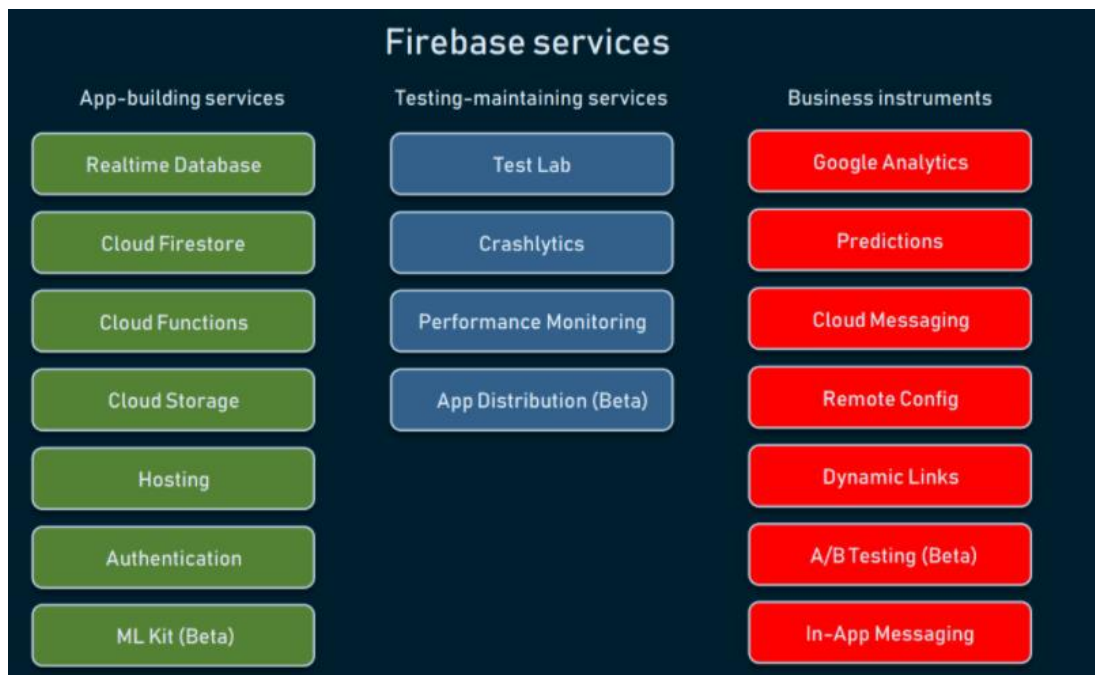 Firebase services
App-building services
Realtime Database
Cloud Firestore
Cloud Functions
Cloud Storage
Hosting
Authentication
ML Kit (Beta)
Testing-maintaining services
Test Lab
Crashlytics
Performance Monitoring
App Distribution (Beta)
Business instruments
Google Analytics
Predictions
Cloud Messaging
Remote Config
Dynamic Links
A/B Testing (Beta)
In-App Messaging